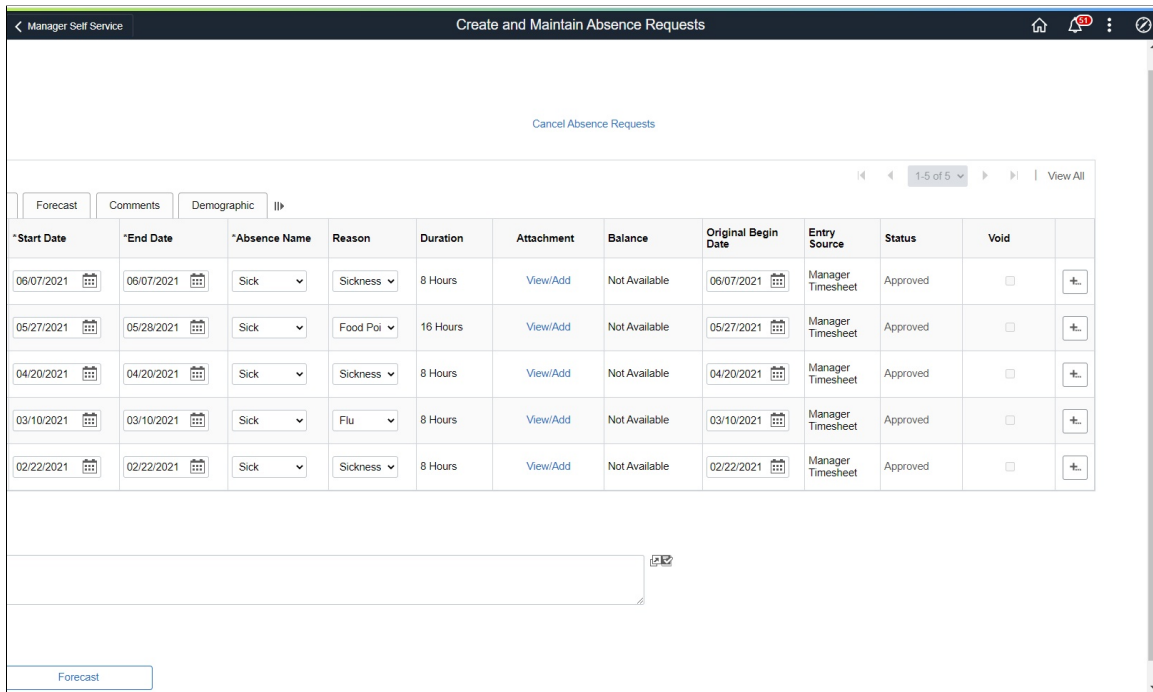 Manager Self Service
Create and Maintain Absence Requests
51
Cancel Absence Requests
1-5 of 5
View All
Forecast Comments Demographic
*Start Date *End Date *Absence Name Reason Duration Attachment Balance Original Begin Date Entry Source Status Void
06/07/2021 06/07/2021 Sick Sickness 8 Hours View/Add Not Available 06/07/2021 Manager Timesheet Approved
05/27/2021 05/28/2021 Sick Food Poi 16 Hours View/Add Not Available 05/27/2021 Manager Timesheet Approved
04/20/2021 04/20/2021 Sick Sickness 8 Hours View/Add Not Available 04/20/2021 Manager Timesheet Approved
03/10/2021 03/10/2021 Sick Flu 8 Hours View/Add Not Available 03/10/2021 Manager Timesheet Approved
02/22/2021 02/22/2021 Sick Sickness 8 Hours View/Add Not Available 02/22/2021 Manager Timesheet Approved
Forecast